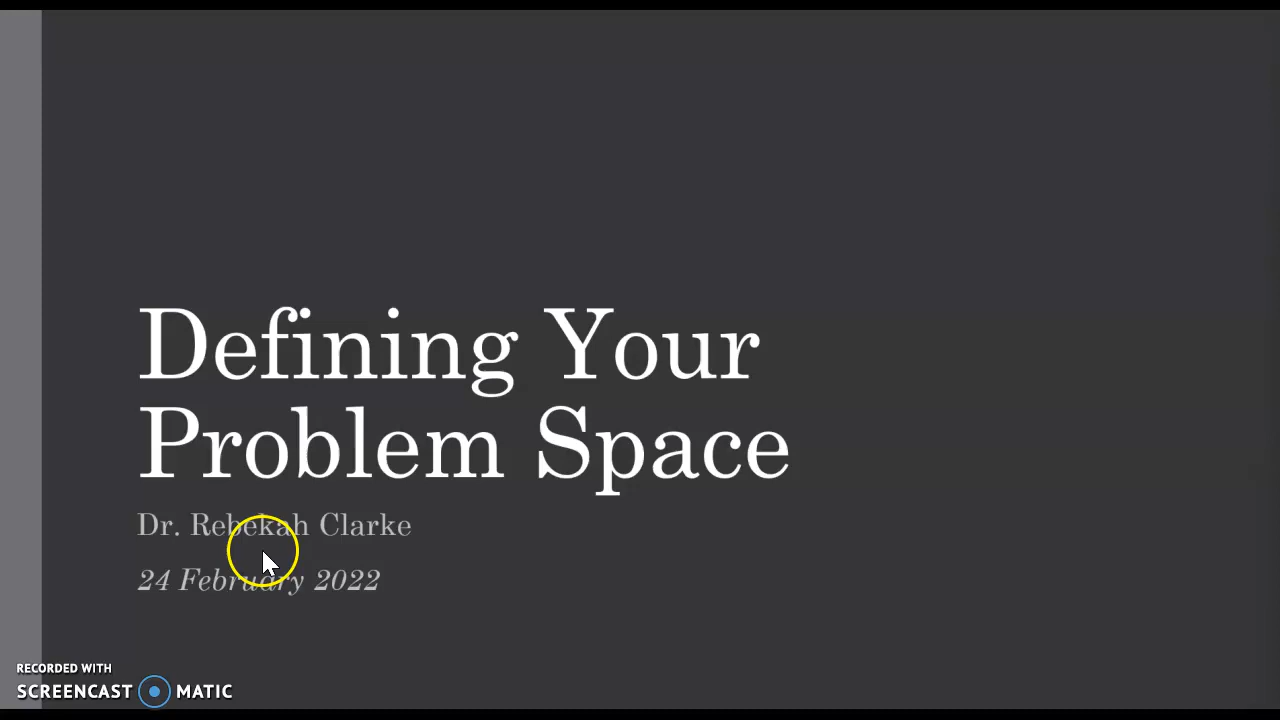 Defining Your
Problem Space
Dr. Rebekah Clarke
24 February 2022
RECORDED WITH
SCREENCAST MATIC